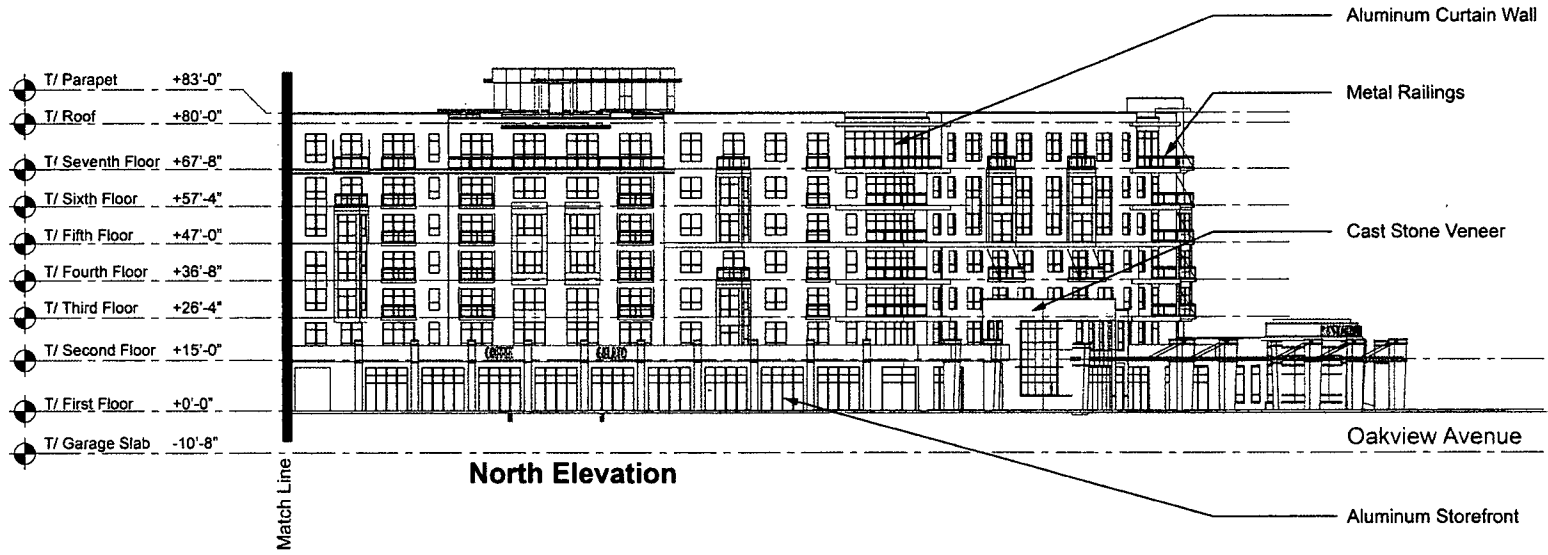 Aluminum Curtain Wall
T/ Parapet +83'-0"
Metal Railings
T/ Roof +80'-0"
T/ Seventh Floor +67'-8"
T/ Sixth Floor +57'-4"
T/ Fifth Floor +47'-0"
Cast Stone Veneer
T/ Fourth Floor +36'-8"
T/ Third Floor +26'-4"
T/ Second Floor +15'-0"
COFFEE GELATO
T/ First Floor +0'-0"
T/ Garage Slab -10'-8"
Oakview Avenue
North Elevation
Match Line
Aluminum Storefront